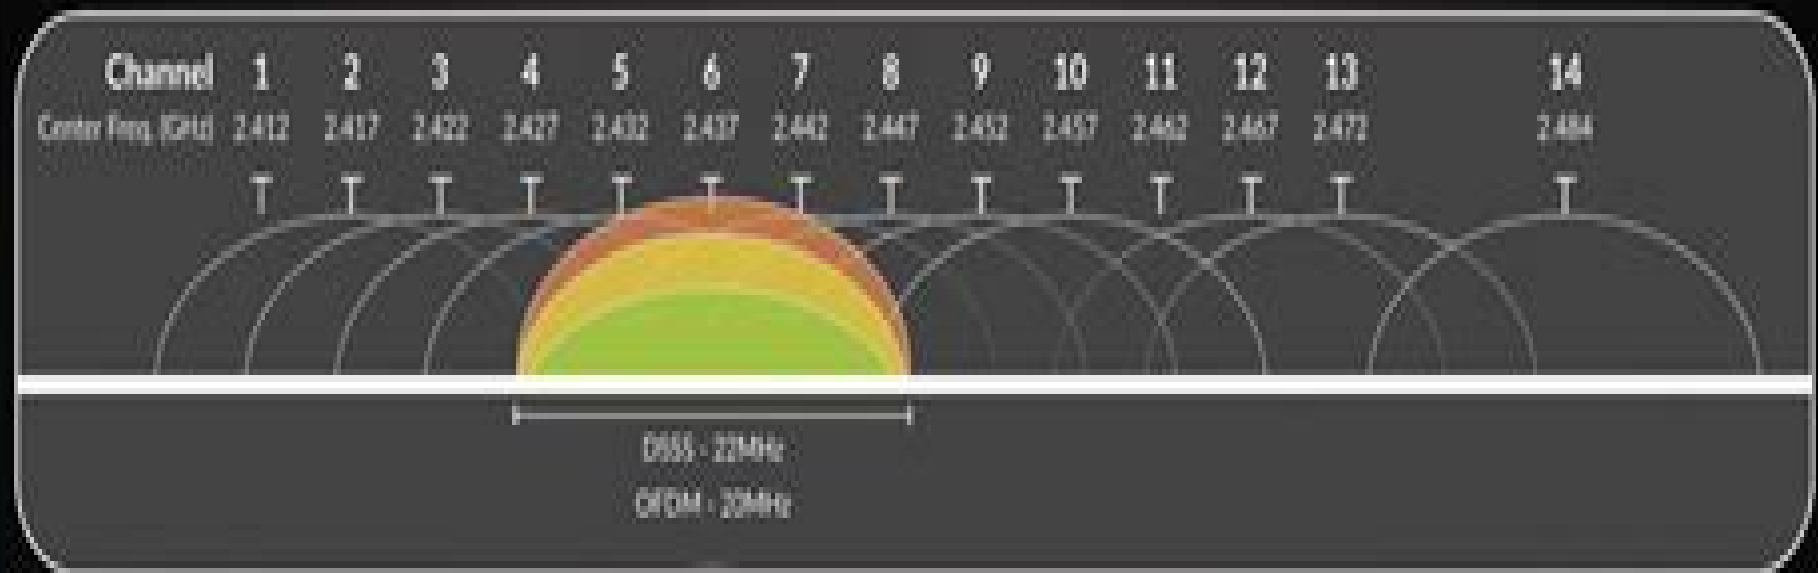 Channel 1 2 3 4 5 6 7 8 9 10 11 12 13 14
Center Freq. (GHz) 2.412 2.417 2.422 2.427 2.432 2.437 2.442 2.447 2.452 2.457 2.462 2.467 2.472 2.484
DSSS - 22MHz
OFDM - 20MHz